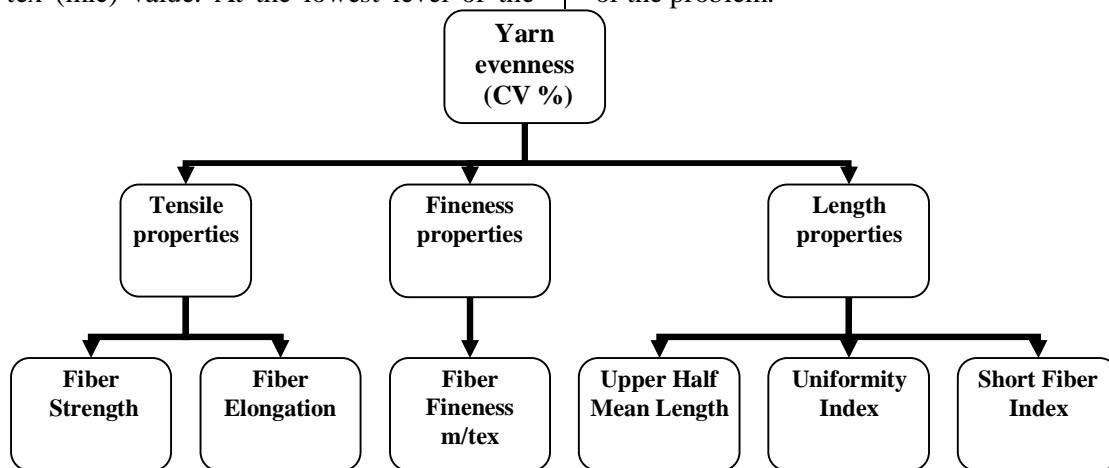 tex (mic) value. At the lowest level of the
of the problem.
Yarn
evenness
(CV %)
Tensile
properties
Fineness
properties
Length
properties
Fiber
Strength
Fiber
Elongation
Fiber
Fineness
m/tex
Upper Half
Mean Length
Uniformity
Index
Short Fiber
Index